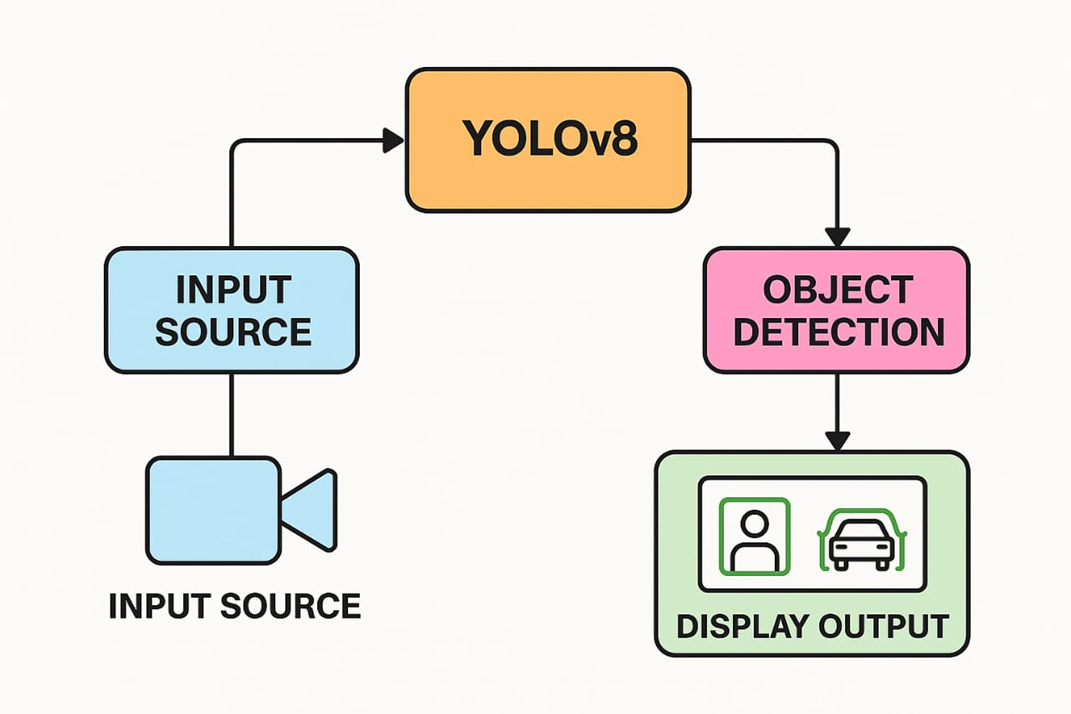 YOLOv8
INPUT
SOURCE
OBJECT
DETECTION
INPUT SOURCE
DISPLAY OUTPUT